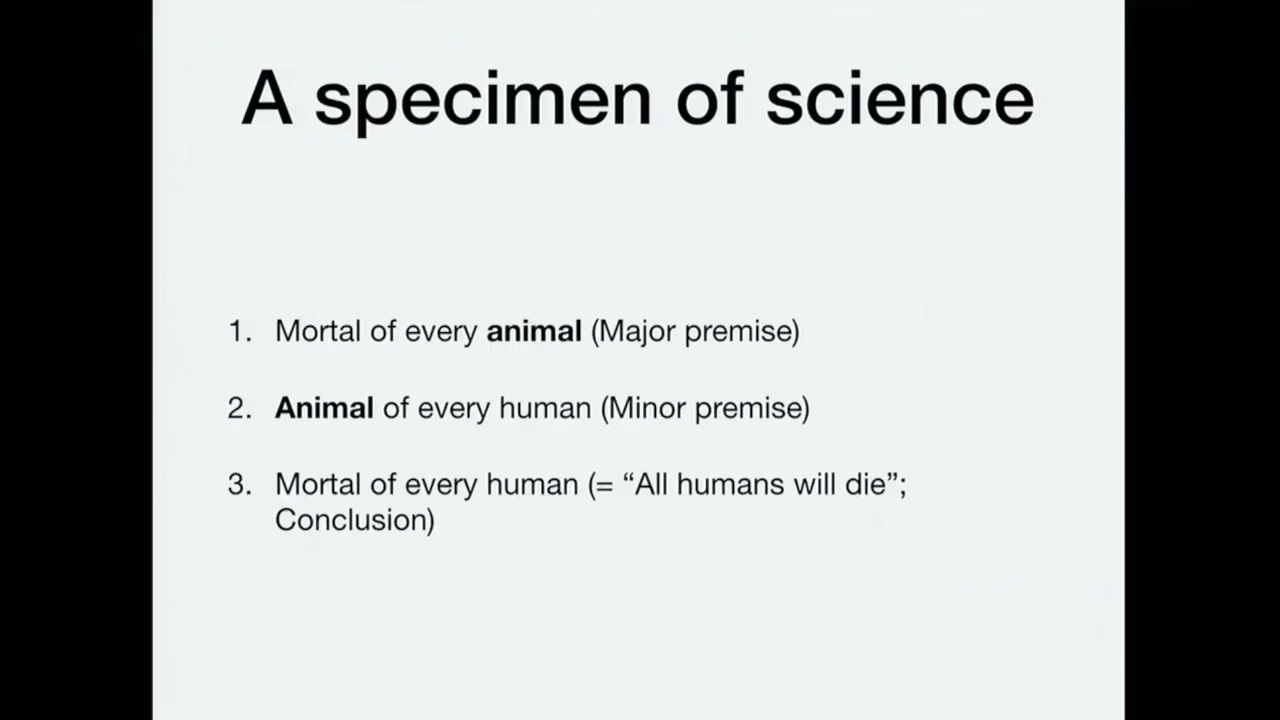 A specimen of science
1. Mortal of every animal (Major premise)
2. Animal of every human (Minor premise)
3. Mortal of every human (= “All humans will die”;
Conclusion)